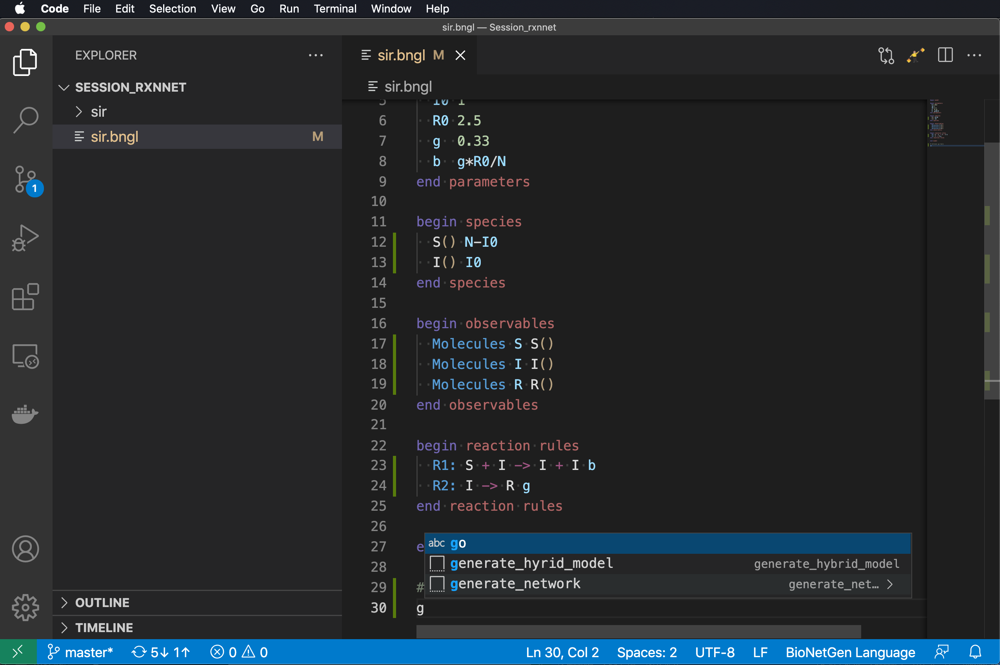 Code File Edit Selection View Go Run Terminal Window Help
sir.bngl — Session_rxnnet
EXPLORER
SESSION_RXNNET
sir
sir.bngl M
1
OUTLINE
TIMELINE
sir.bngl M
sir.bngl
5 I0 1
6 R0 2.5
7 g 0.33
8 b g*R0/N
9 end parameters
10
11 begin species
12 S() N-I0
13 I() I0
14 end species
15
16 begin observables
17 Molecules S S()
18 Molecules I I()
19 Molecules R R()
20 end observables
21
22 begin reaction rules
23 R1: S + I -> I + I b
24 R2: I -> R g
25 end reaction rules
26
27 e
28
29 #
30 g
abc go
generate_hyrid_model generate_hybrid_model
generate_network generate_net…
master* 5↓ 1↑ 0 0 Ln 30, Col 2 Spaces: 2 UTF-8 LF BioNetGen Language